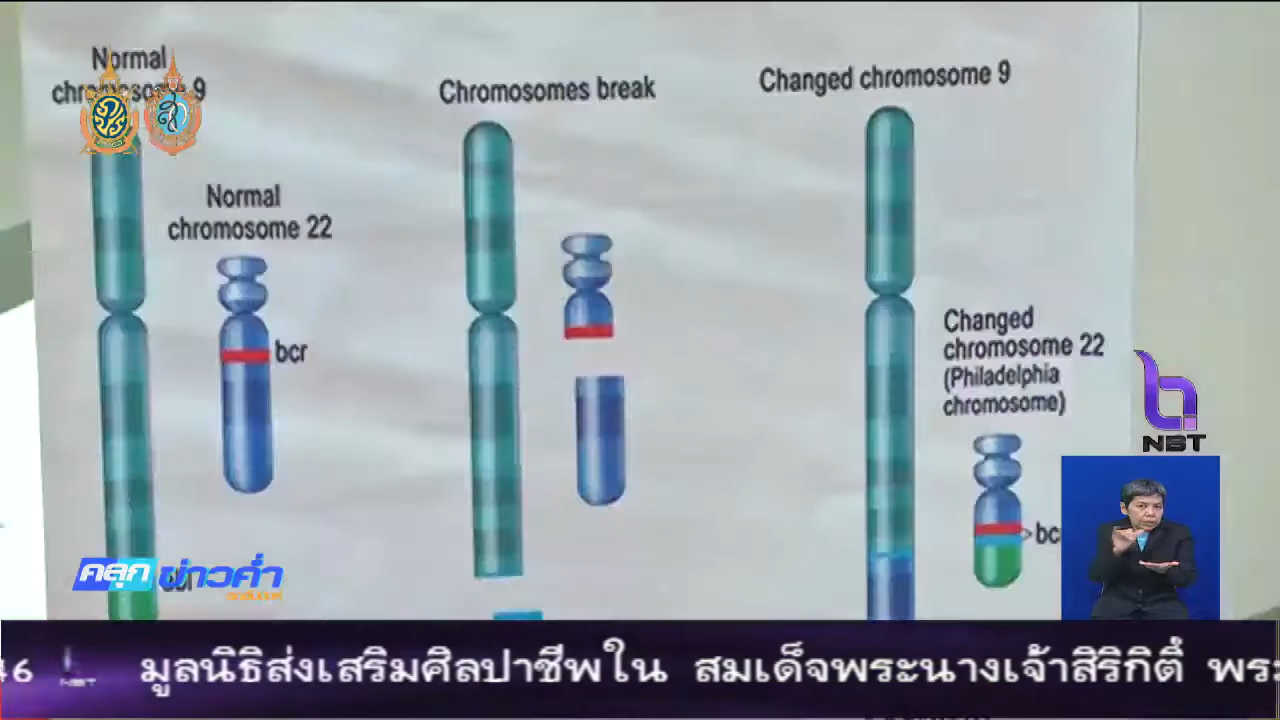 Normal
chromosome 9
Normal
chromosome 22
bcr
Chromosomes break
Changed chromosome 9
Changed
chromosome 22
(Philadelphia
chromosome)
NBT
คลุก
ข่าวค่ำ
46 NBT มูลนิธิส่งเสริมศิลปาชีพใน สมเด็จพระนางเจ้าสิริกิติ์